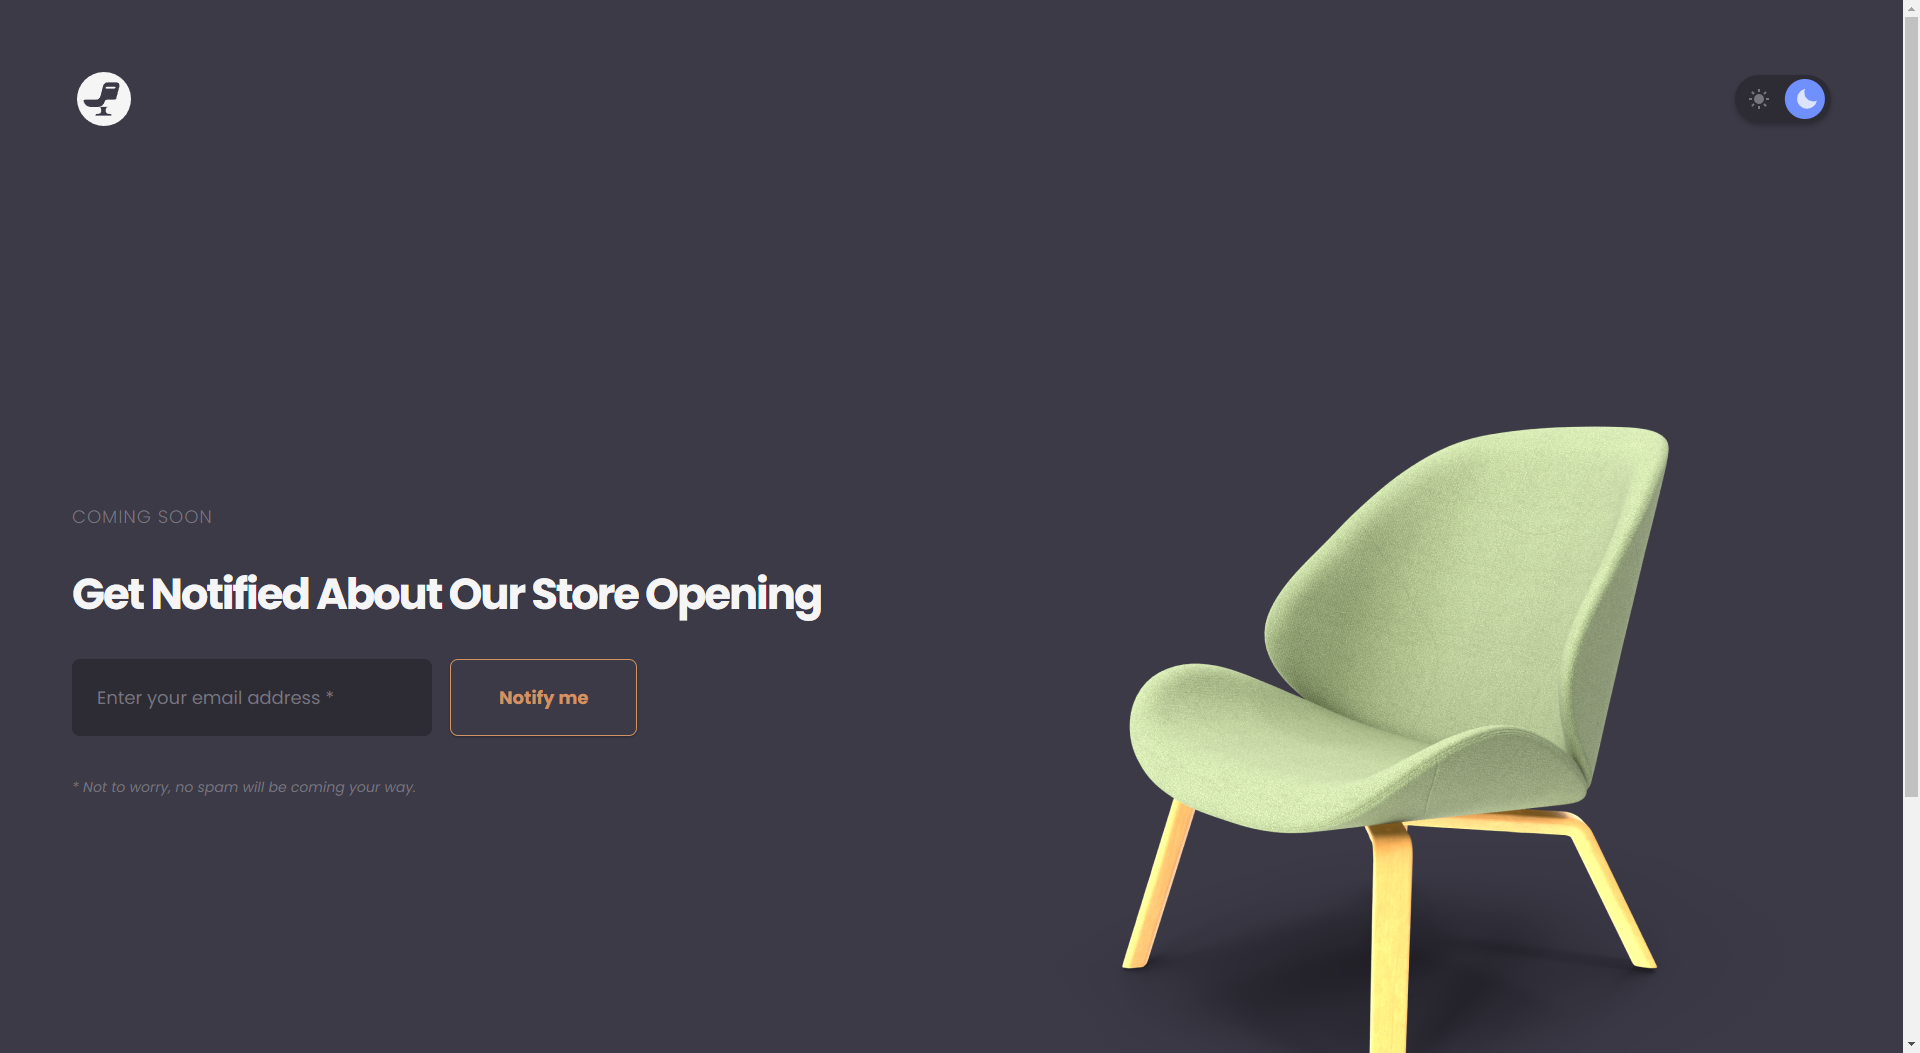 COMING SOON
Get Notified About Our Store Opening
Enter your email address *
Notify me
* Not to worry, no spam will be coming your way.